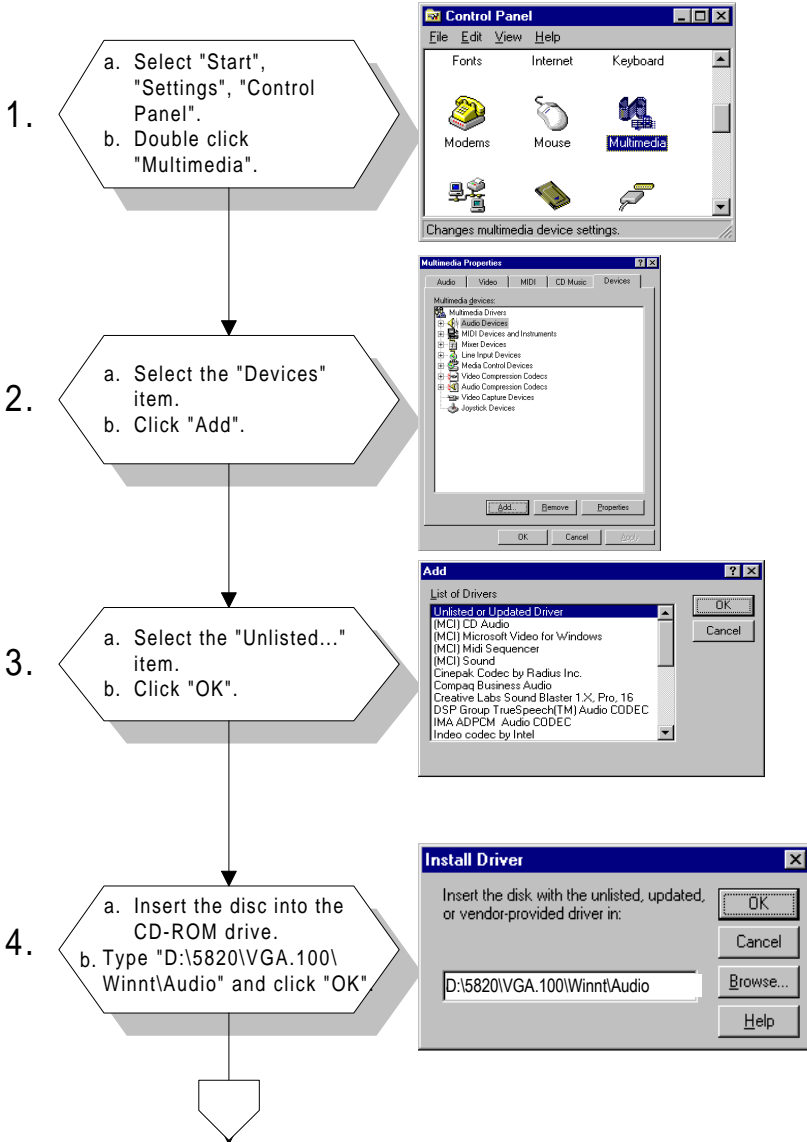 1.
a. Select "Start",
"Settings", "Control
Panel".
b. Double click
"Multimedia".
Control Panel
File Edit View Help
Fonts Internet Keyboard
Modems Mouse Multimedia
Changes multimedia device settings.
2.
a. Select the "Devices"
item.
b. Click "Add".
Multimedia Properties
Audio Video MIDI CD Music Devices
Multimedia devices:
Multimedia Drivers
Audio Devices
MIDI Devices and Instruments
Mixer Devices
Line Input Devices
Media Control Devices
Video Compression Codecs
Audio Compression Codecs
Video Capture Devices
Joystick Devices
Add... Remove Properties
OK Cancel Apply
3.
a. Select the "Unlisted..."
item.
b. Click "OK".
Add
List of Drivers
Unlisted or Updated Driver
(MCI) CD Audio
(MCI) Microsoft Video for Windows
(MCI) Midi Sequencer
(MCI) Sound
Cinepak Codec by Radius Inc.
Compaq Business Audio
Creative Labs Sound Blaster 1.X, Pro, 16
DSP Group TrueSpeech(TM) Audio CODEC
IMA ADPCM Audio CODEC
Indeo codec by Intel
OK
Cancel
4.
a. Insert the disc into the
CD-ROM drive.
b. Type "D:\5820\VGA.100\
Winnt\Audio" and click "OK".
Install Driver
Insert the disk with the unlisted, updated,
or vendor-provided driver in:
D:\5820\VGA.100\Winnt\Audio
OK
Cancel
Browse...
Help